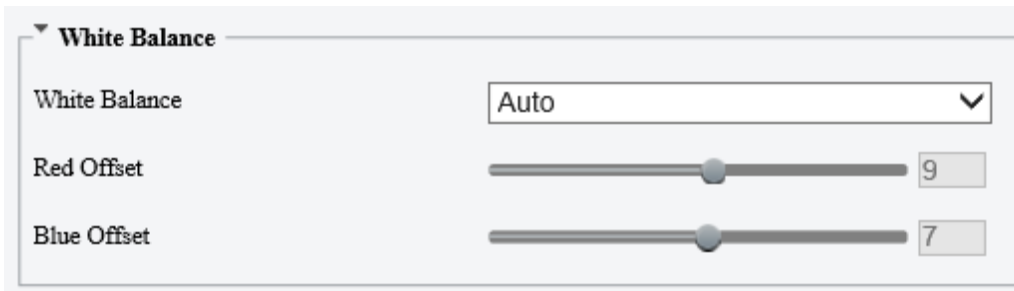 White Balance
White Balance Auto
Red Offset 9
Blue Offset 7